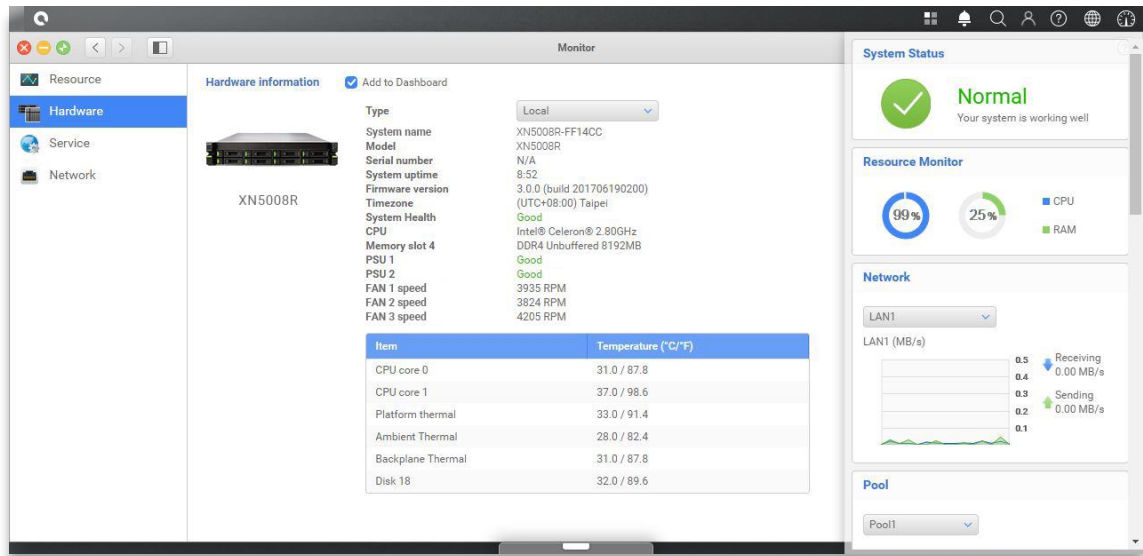 Monitor
Resource
Hardware
Service
Network
Hardware information
Add to Dashboard
XN5008R
Type Local
System name XN5008R-FF14CC
Model XN5008R
Serial number N/A
System uptime 8:52
Firmware version 3.0.0 (build 201706190200)
Timezone (UTC+08:00) Taipei
System Health Good
CPU Intel® Celeron® 2.80GHz
Memory slot 4 DDR4 Unbuffered 8192MB
PSU 1 Good
PSU 2 Good
FAN 1 speed 3935 RPM
FAN 2 speed 3824 RPM
FAN 3 speed 4205 RPM
Item Temperature (°C/°F)
CPU core 0 31.0 / 87.8
CPU core 1 37.0 / 98.6
Platform thermal 33.0 / 91.4
Ambient Thermal 28.0 / 82.4
Backplane Thermal 31.0 / 87.8
Disk 18 32.0 / 89.6
System Status
Normal
Your system is working well
Resource Monitor
99%
25%
CPU
RAM
Network
LAN1
LAN1 (MB/s)
0.5
0.4
0.3
0.2
0.1
Receiving
0.00 MB/s
Sending
0.00 MB/s
Pool
Pool1